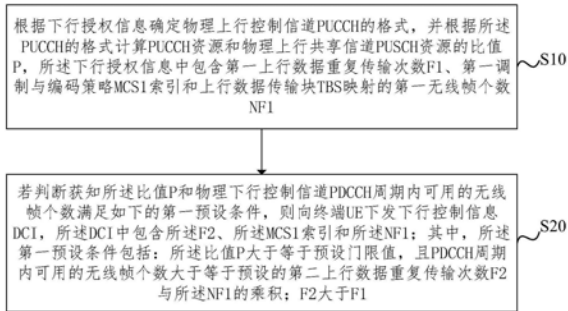 根据下行授权信息确定物理上行控制信道PUCCH的格式，并根据所述
PUCCH的格式计算PUCCH资源和物理上行共享信道PUSCH资源的比值
P，所述下行授权信息中包含第一上行数据重复传输次数F1、第一调
制与编码策略MCS1索引和上行数据传输块TBS映射的第一无线帧个数
NF1
S10
若判断获知所述比值P和物理下行控制信道PDCCH周期内可用的无线
帧个数满足如下的第一预设条件，则向终端UE下发下行控制信息
DCI，所述DCI中包含所述F2、所述MCS1索引和所述NF1；其中，所述
第一预设条件包括：所述比值P大于等于预设门限值，且PDCCH周期
内可用的无线帧个数大于等于预设的第二上行数据重复传输次数F2
与所述NF1的乘积；F2大于F1
S20